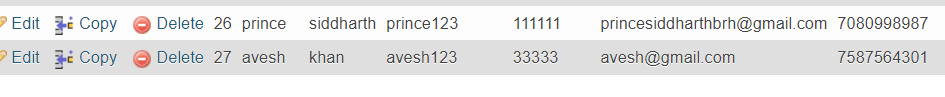 Edit Copy Delete 26 prince siddharth prince123 111111 princesiddharthbrh@gmail.com 7080998987
Edit Copy Delete 27 avesh khan avesh123 33333 avesh@gmail.com 7587564301